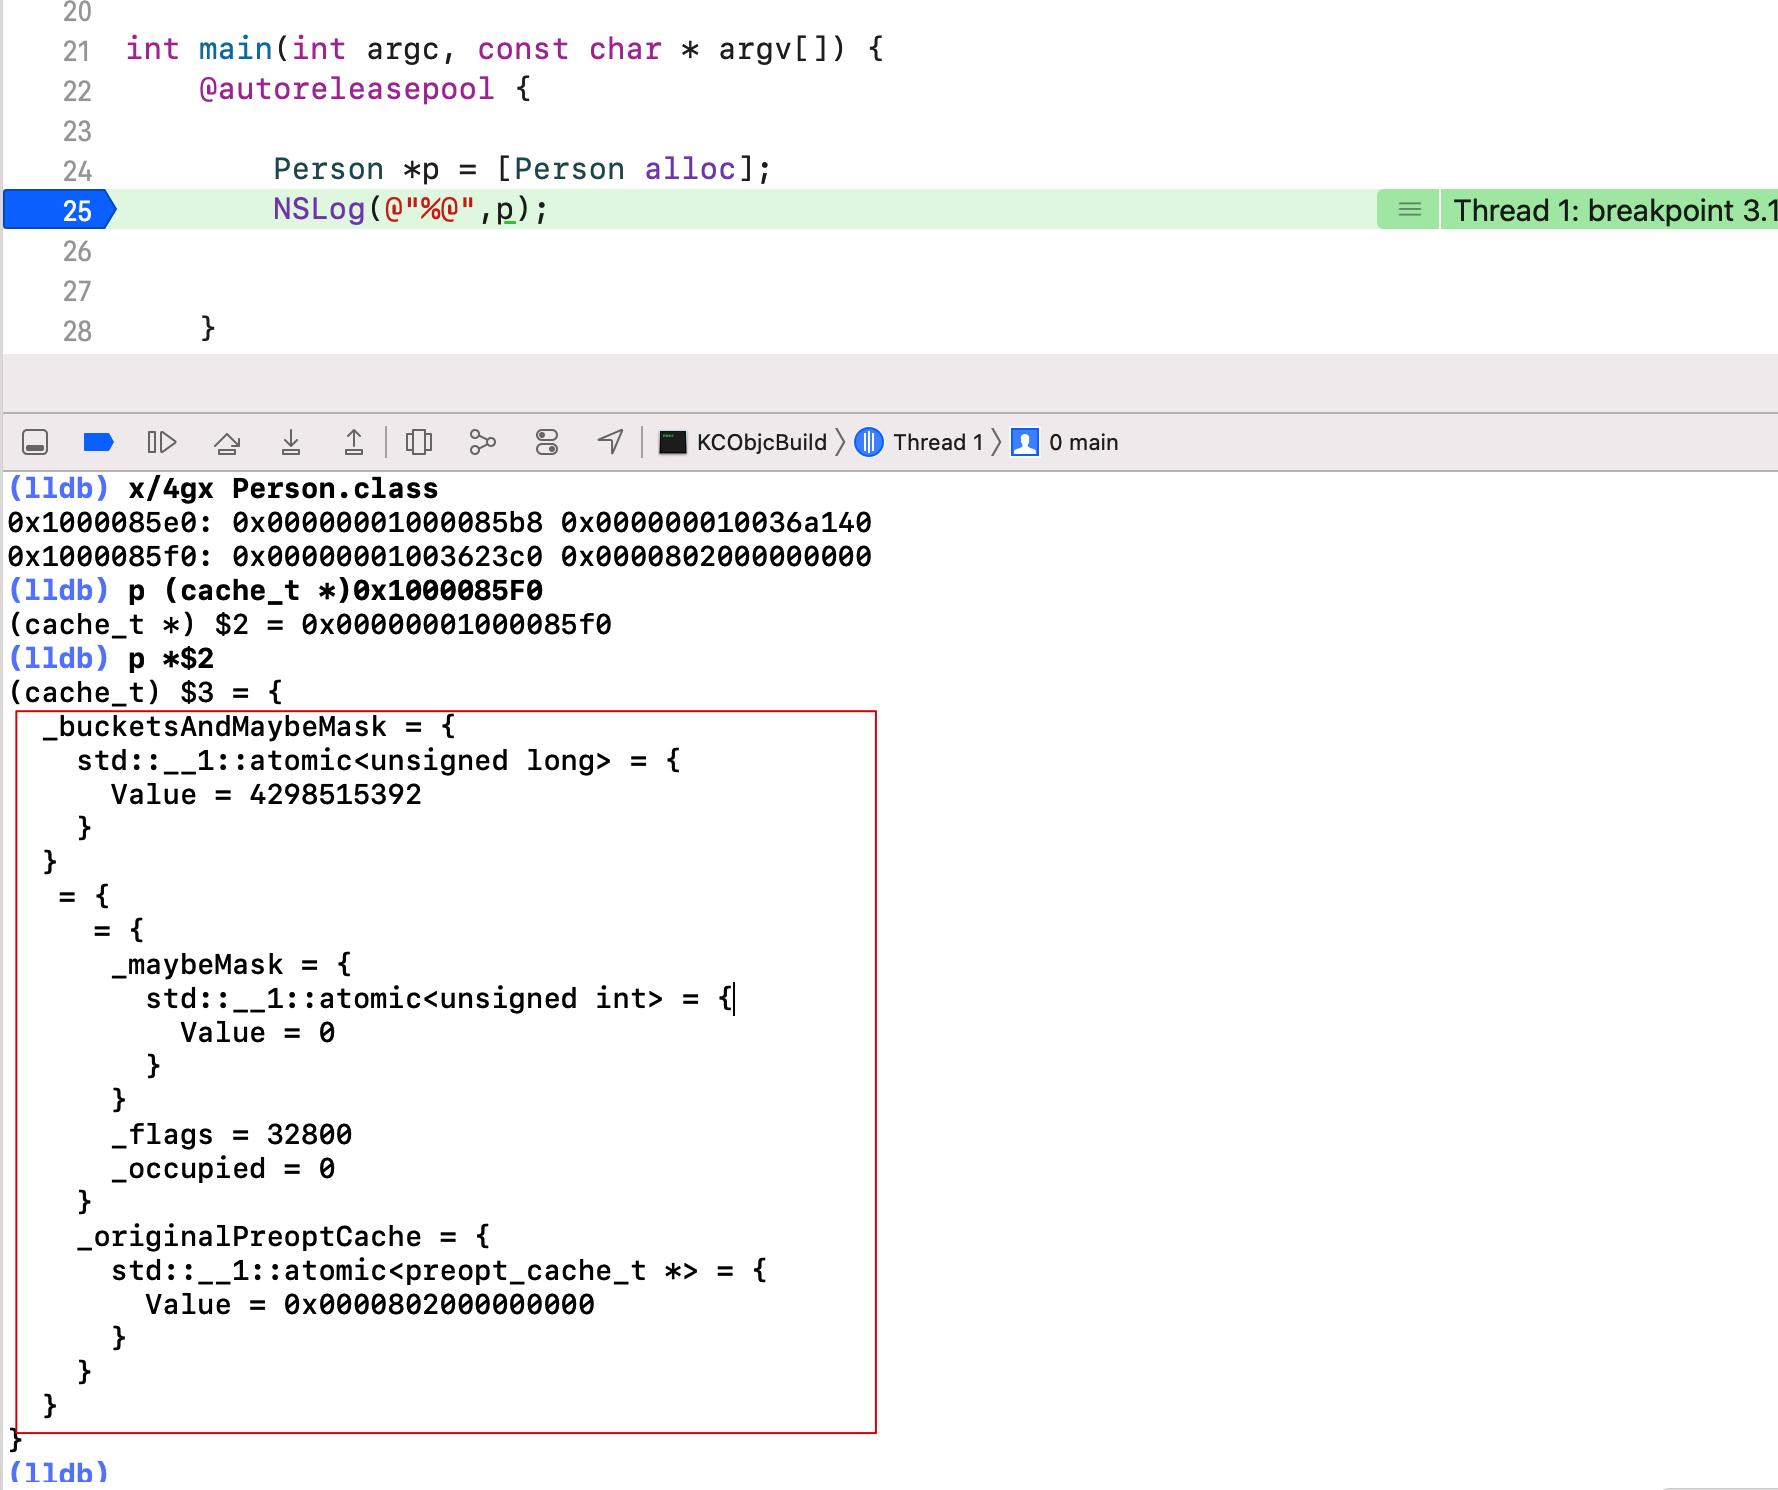 20
21 int main(int argc, const char * argv[]) {
22 @autoreleasepool {
23
24 Person *p = [Person alloc];
25 NSLog(@"%@",p); Thread 1: breakpoint 3.1
26
27
28 }
KCObjcBuild 〉 Thread 1 〉 0 main
(lldb) x/4gx Person.class
0x1000085e0: 0x00000001000085b8 0x000000010036a140
0x1000085f0: 0x00000001003623c0 0x0000802000000000
(lldb) p (cache_t *)0x1000085F0
(cache_t *) $2 = 0x00000001000085f0
(lldb) p *$2
(cache_t) $3 = {
_bucketsAndMaybeMask = {
std::__1::atomic<unsigned long> = {
Value = 4298515392
}
}
= {
= {
_maybeMask = {
std::__1::atomic<unsigned int> = {
Value = 0
}
}
_flags = 32800
_occupied = 0
}
_originalPreoptCache = {
std::__1::atomic<preopt_cache_t *> = {
Value = 0x0000802000000000
}
}
}
}
(lldb)